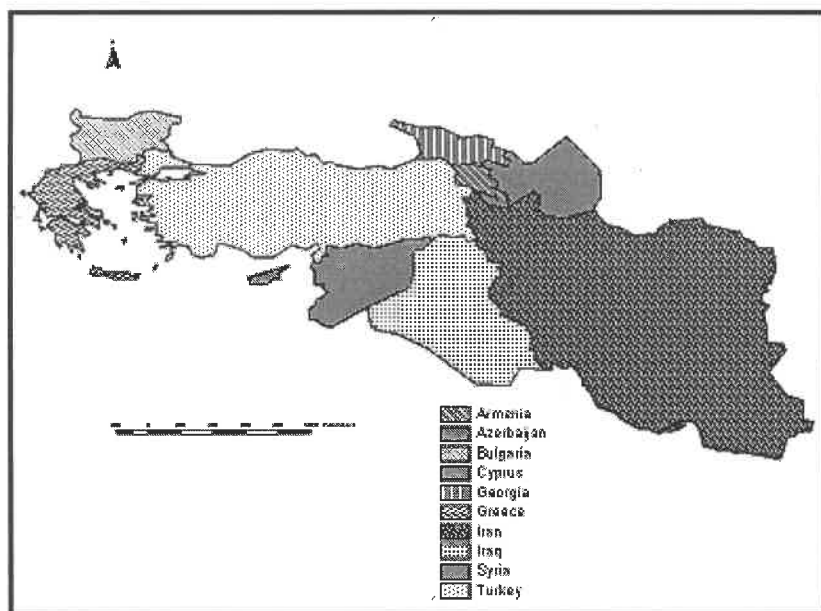 Armenia
Azerbaijan
Bulgaria
Cyprus
Georgia
Greece
Iran
Iraq
Syria
Turkey